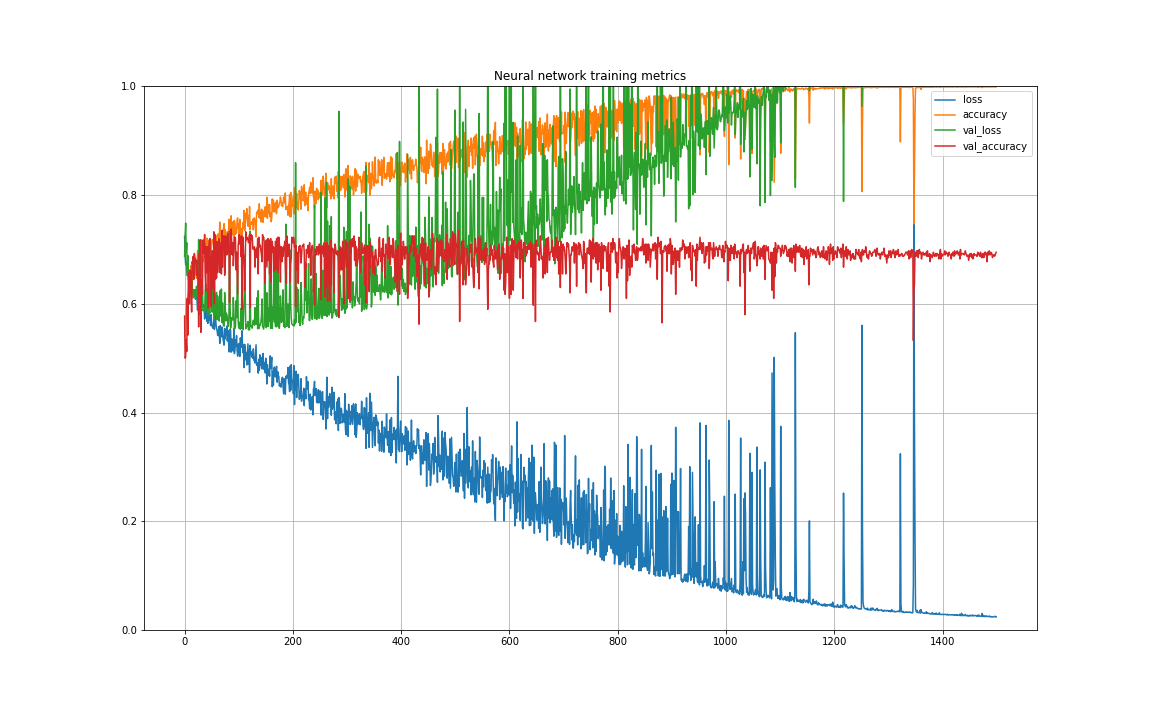 Neural network training metrics
1.0
0.8
0.6
0.4
0.2
0.0
0 200 400 600 800 1000 1200 1400
loss
accuracy
val_loss
val_accuracy